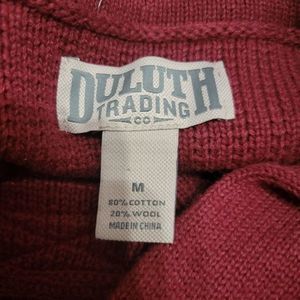 DULUTH
TRADING
CO
M
80% COTTON
20% WOOL
MADE IN CHINA